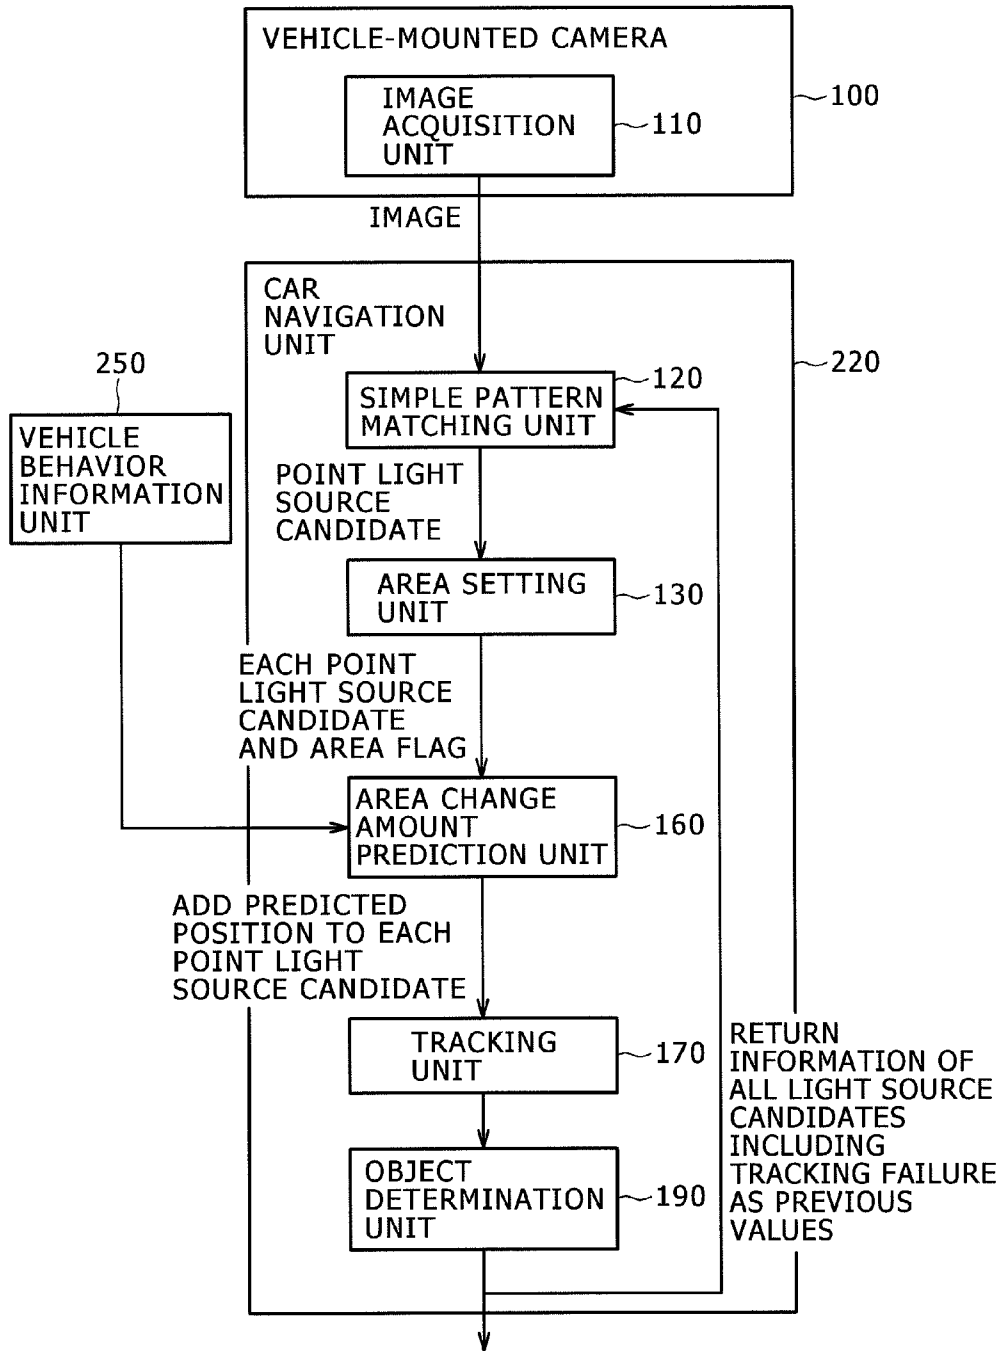 VEHICLE-MOUNTED CAMERA
100
IMAGE
ACQUISITION
UNIT
110
IMAGE
CAR
NAVIGATION
UNIT
220
250
VEHICLE
BEHAVIOR
INFORMATION
UNIT
120
SIMPLE PATTERN
MATCHING UNIT
POINT LIGHT
SOURCE
CANDIDATE
AREA SETTING
UNIT
130
EACH POINT
LIGHT SOURCE
CANDIDATE
AND AREA FLAG
AREA CHANGE
AMOUNT
PREDICTION UNIT
160
ADD PREDICTED
POSITION TO EACH
POINT LIGHT
SOURCE CANDIDATE
TRACKING
UNIT
170
RETURN
INFORMATION OF
ALL LIGHT SOURCE
CANDIDATES
INCLUDING
TRACKING FAILURE
AS PREVIOUS
VALUES
OBJECT
DETERMINATION
UNIT
190